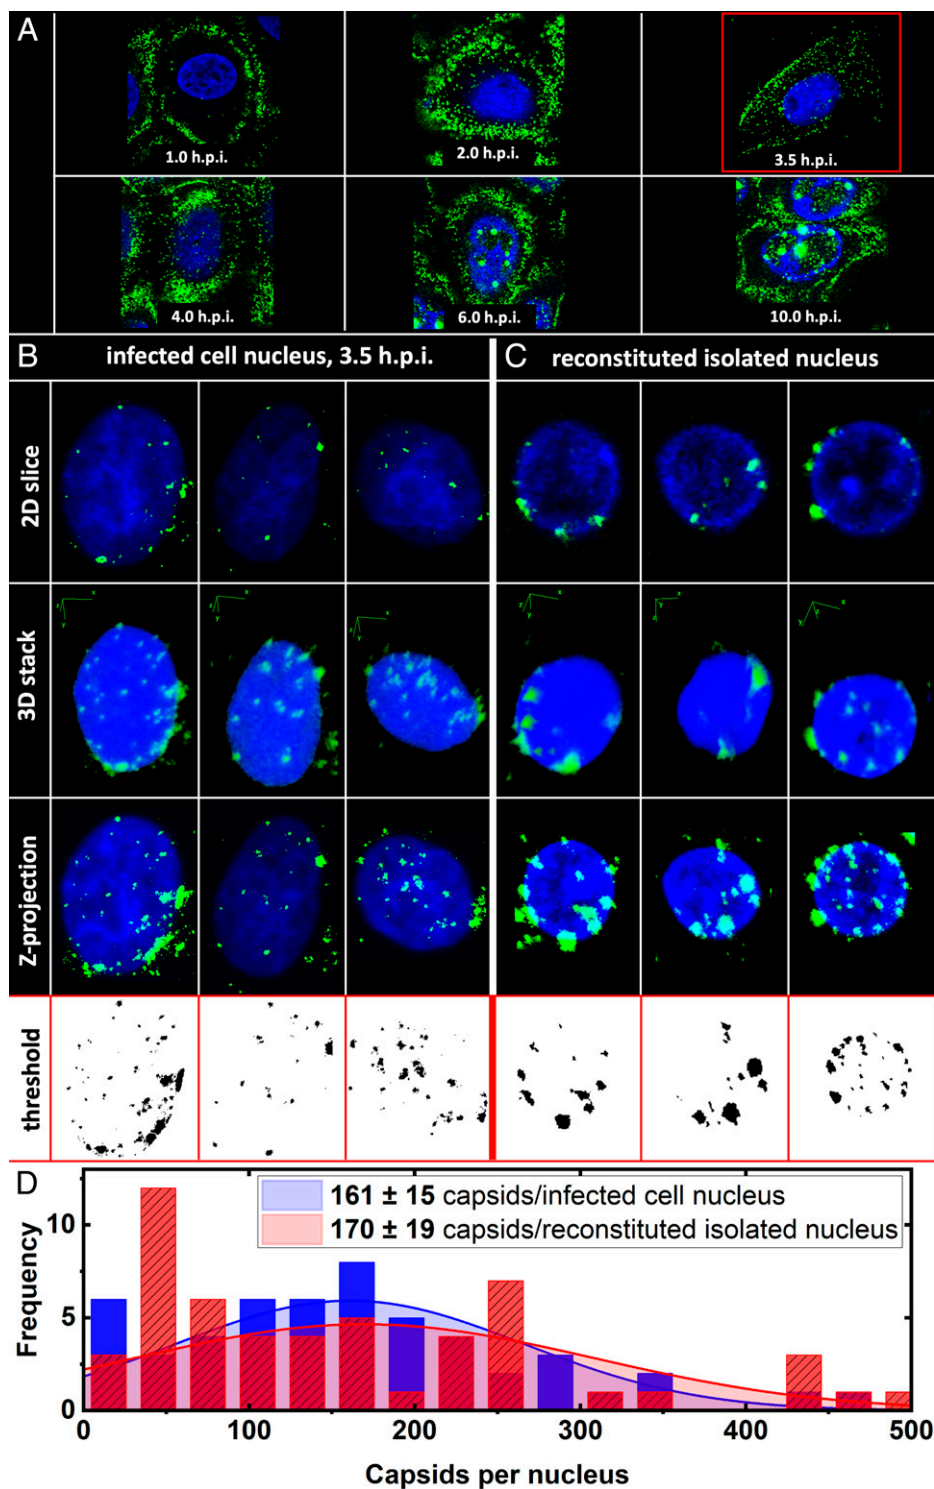 A
1.0 h.p.i.
2.0 h.p.i.
3.5 h.p.i.
4.0 h.p.i.
6.0 h.p.i.
10.0 h.p.i.
B infected cell nucleus, 3.5 h.p.i.
C reconstituted isolated nucleus
2D slice
3D stack
x
y
z
x
y
z
x
y
z
x
y
z
x
y
z
x
y
z
Z-projection
threshold
D
161 ± 15 capsids/infected cell nucleus
170 ± 19 capsids/reconstituted isolated nucleus
Frequency
10
5
0
0 100 200 300 400 500
Capsids per nucleus